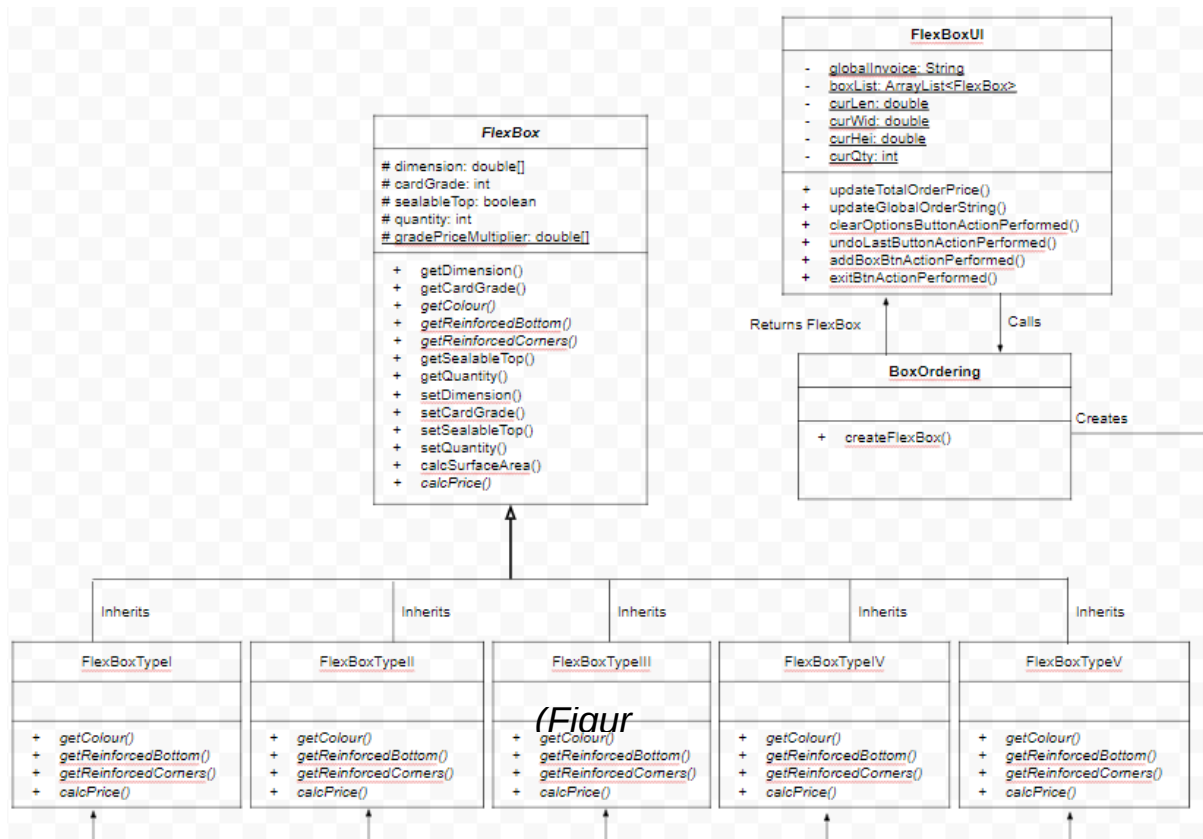 FlexBoxUI
- globalInvoice: String
- boxList: ArrayList<FlexBox>
- curLen: double
- curWid: double
- curHei: double
- curQty: int
+ updateTotalOrderPrice()
+ updateGlobalOrderString()
+ clearOptionsButtonActionPerformed()
+ undoLastButtonActionPerformed()
+ addBoxBtnActionPerformed()
+ exitBtnActionPerformed()
FlexBox
# dimension: double[]
# cardGrade: int
# sealableTop: boolean
# quantity: int
# gradePriceMultiplier: double[]
+ getDimension()
+ getCardGrade()
+ getColour()
+ getReinforcedBottom()
+ getReinforcedCorners()
+ getSealableTop()
+ getQuantity()
+ setDimension()
+ setCardGrade()
+ setSealableTop()
+ setQuantity()
+ calcSurfaceArea()
+ calcPrice()
Returns FlexBox
Calls
BoxOrdering
+ createFlexBox()
Creates
Inherits
Inherits
Inherits
Inherits
Inherits
FlexBoxTypeI
+ getColour()
+ getReinforcedBottom()
+ getReinforcedCorners()
+ calcPrice()
FlexBoxTypeII
+ getColour()
+ getReinforcedBottom()
+ getReinforcedCorners()
+ calcPrice()
FlexBoxTypeIII
(Figur
+ getColour()
+ getReinforcedBottom()
+ getReinforcedCorners()
+ calcPrice()
FlexBoxTypeIV
+ getColour()
+ getReinforcedBottom()
+ getReinforcedCorners()
+ calcPrice()
FlexBoxTypeV
+ getColour()
+ getReinforcedBottom()
+ getReinforcedCorners()
+ calcPrice()